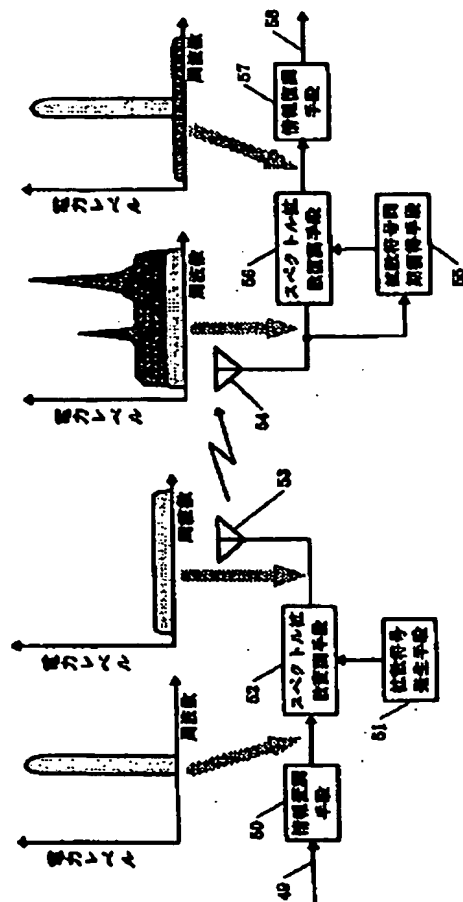 電力レベル
周波数
電力レベル
周波数
電力レベル
周波数
電力レベル
周波数
49
50
情報変調
手段
51
拡散符号
発生手段
52
スペクトル拡
散変調手段
53
54
55
拡散符号同
期獲得手段
56
スペクトル拡
散復調手段
57
情報復調
手段
58